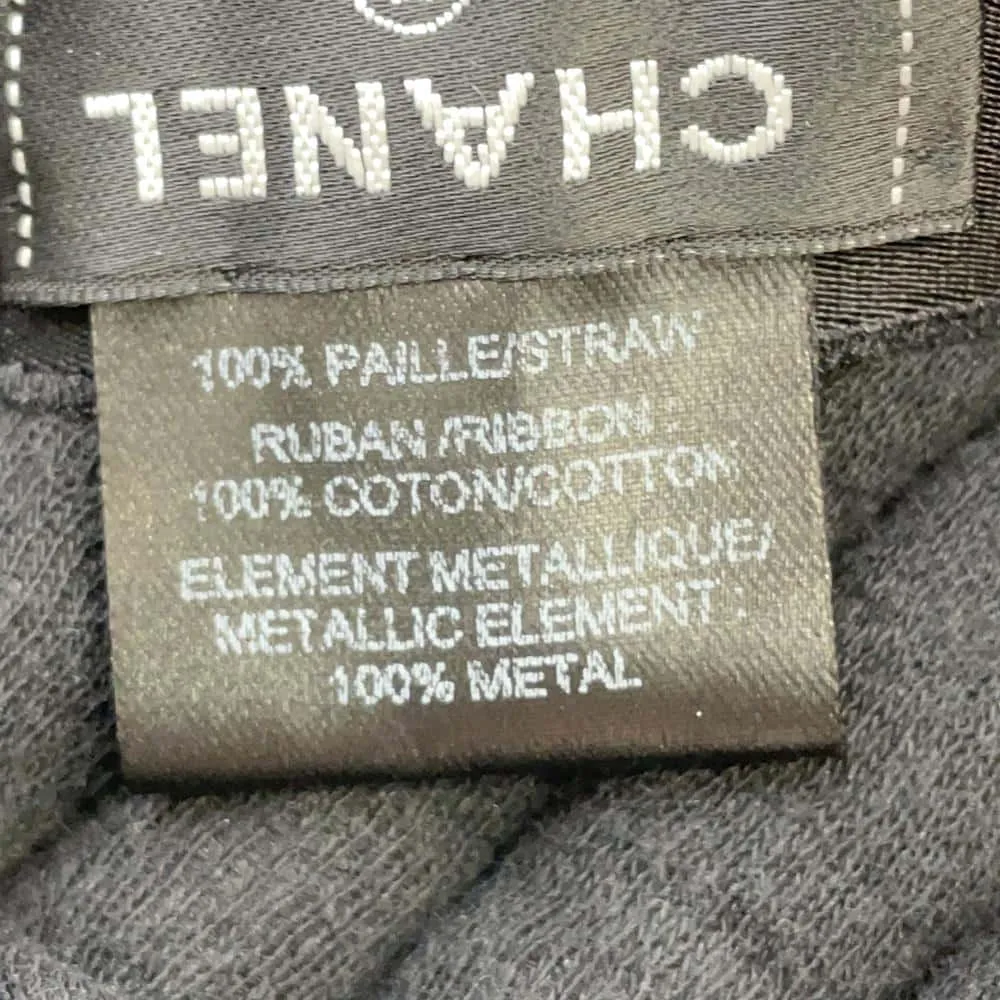 CHANEL
100% PAILLE/STRAW
RUBAN /RIBBON :
100% COTON/COTTON
ELEMENT METALLIQUE/
METALLIC ELEMENT :
100% METAL